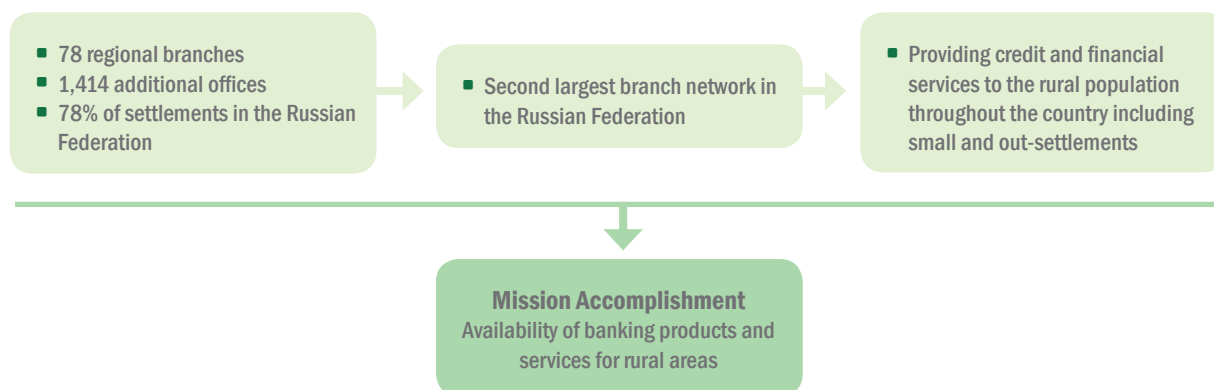 ■ 78 regional branches
■ 1,414 additional offices
■ 78% of settlements in the Russian
Federation
■ Second largest branch network in
the Russian Federation
■ Providing credit and financial
services to the rural population
throughout the country including
small and out-settlements
Mission Accomplishment
Availability of banking products and
services for rural areas